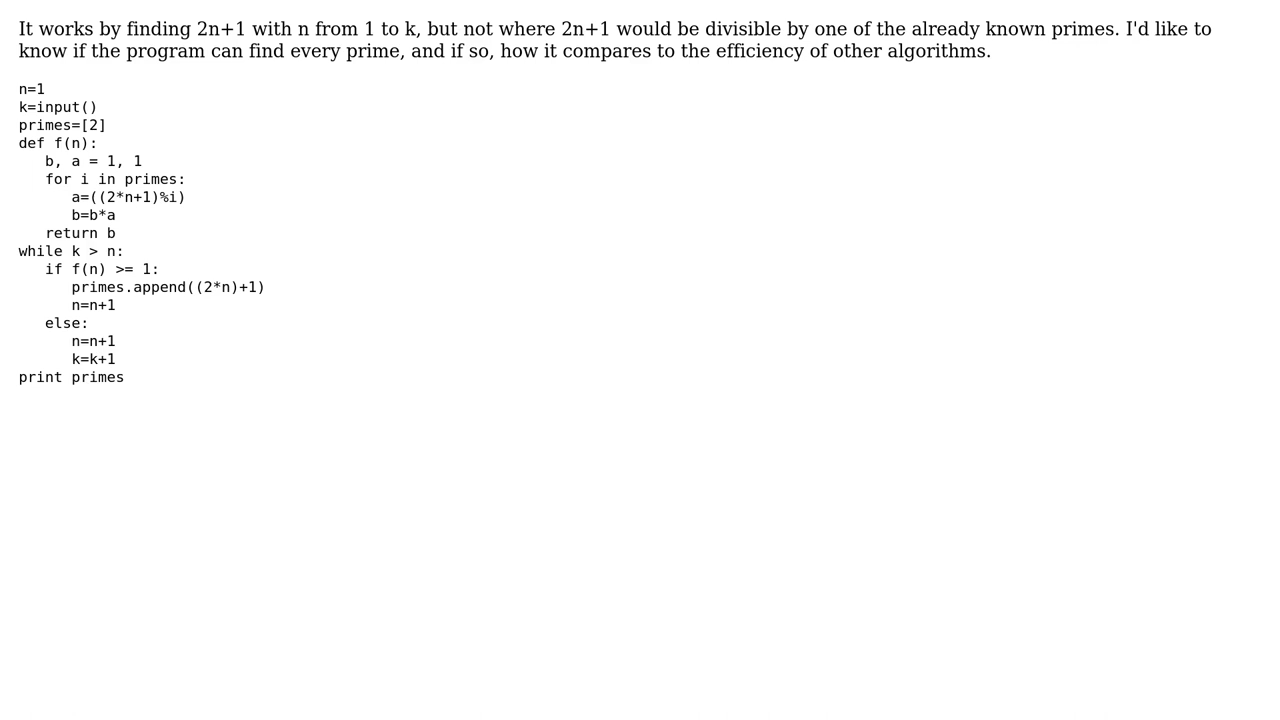 It works by finding 2n+1 with n from 1 to k, but not where 2n+1 would be divisible by one of the already known primes. I'd like to
know if the program can find every prime, and if so, how it compares to the efficiency of other algorithms.
n=1
k=input()
primes=[2]
def f(n):
   b, a = 1, 1
   for i in primes:
      a=((2*n+1)%i)
      b=b*a
   return b
while k > n:
   if f(n) >= 1:
      primes.append((2*n)+1)
      n=n+1
   else:
      n=n+1
      k=k+1
print primes